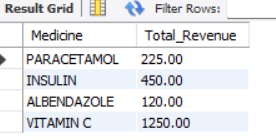 Result Grid Filter Rows:
Medicine Total_Revenue
PARACETAMOL 225.00
INSULIN 450.00
ALBENDAZOLE 120.00
VITAMIN C 1250.00